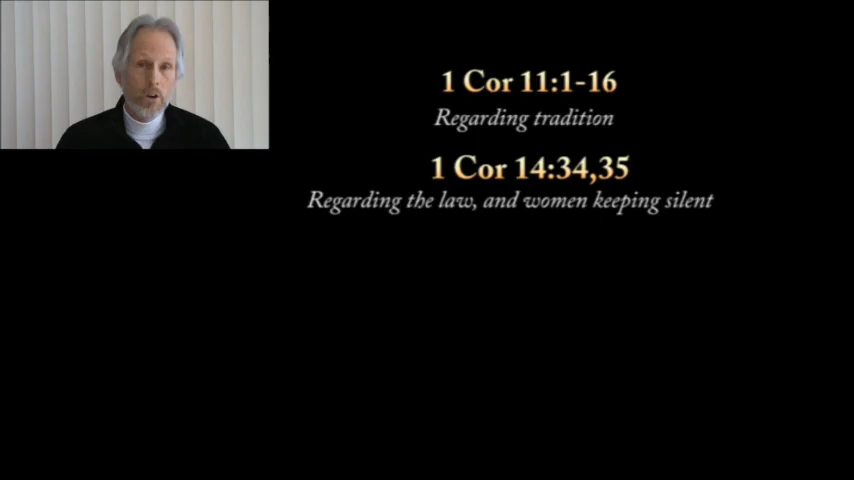 1 Cor 11:1-16
Regarding tradition
1 Cor 14:34,35
Regarding the law, and women keeping silent